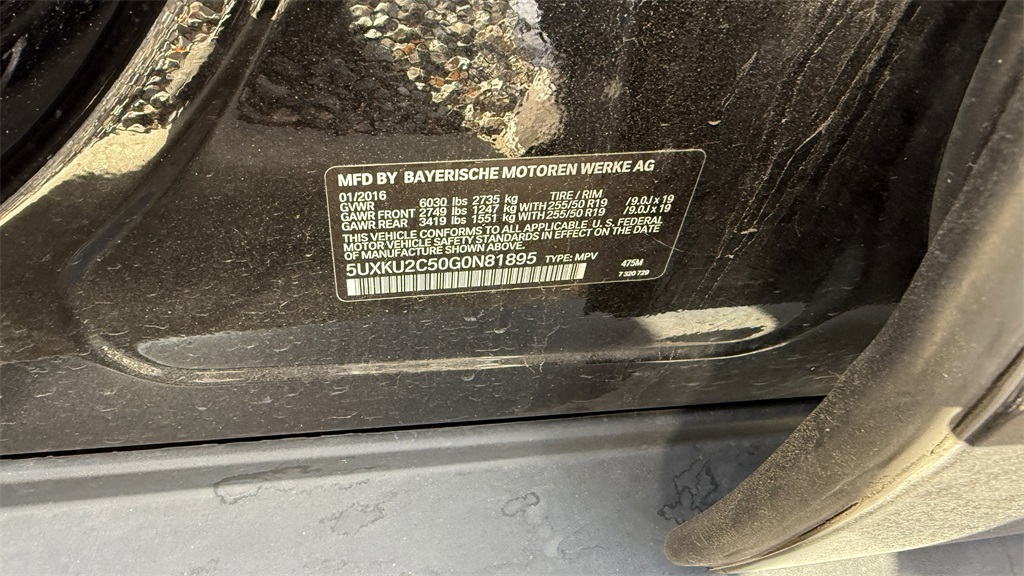 MFD BY BAYERISCHE MOTOREN WERKE AG
01/2016
GVWR 6030 lbs 2735 kg TIRE / RIM
GAWR FRONT 2749 lbs 1247 kg WITH 255/50 R19 /9.0J x 19
GAWR REAR 3419 lbs 1551 kg WITH 255/50 R19 /9.0J x 19
THIS VEHICLE CONFORMS TO ALL APPLICABLE, U. S. FEDERAL
MOTOR VEHICLE SAFETY STANDARDS IN EFFECT ON THE DATE
OF MANUFACTURE SHOWN ABOVE.
5UXKU2C50G0N81895 TYPE: MPV 475M
7 320 729